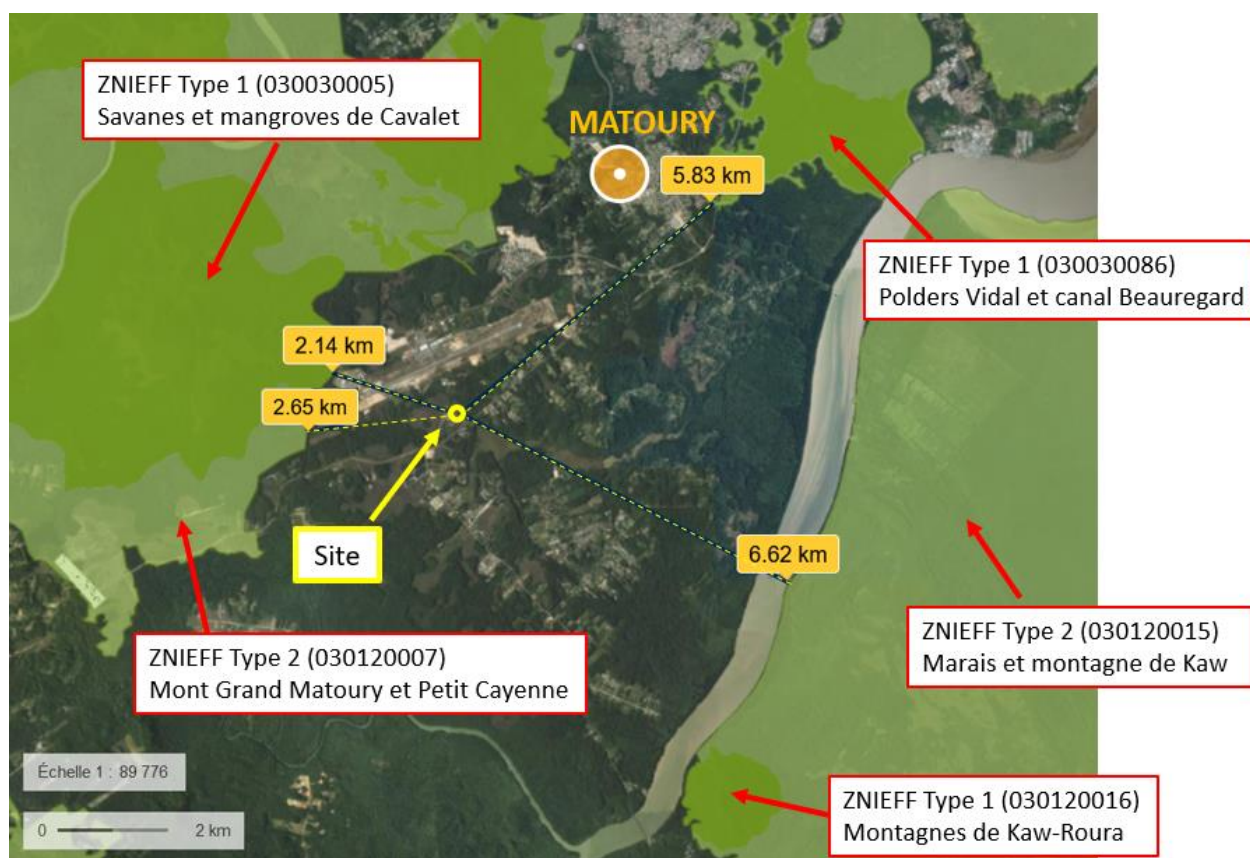 ZNIEFF Type 1 (030030005)
Savanes et mangroves de Cavalet
MATOURY
5.83 km
ZNIEFF Type 1 (030030086)
Polders Vidal et canal Beauregard
2.14 km
2.65 km
Site
6.62 km
ZNIEFF Type 2 (030120015)
Marais et montagne de Kaw
ZNIEFF Type 2 (030120007)
Mont Grand Matoury et Petit Cayenne
Échelle 1 : 89 776
0 2 km
ZNIEFF Type 1 (030120016)
Montagnes de Kaw-Roura